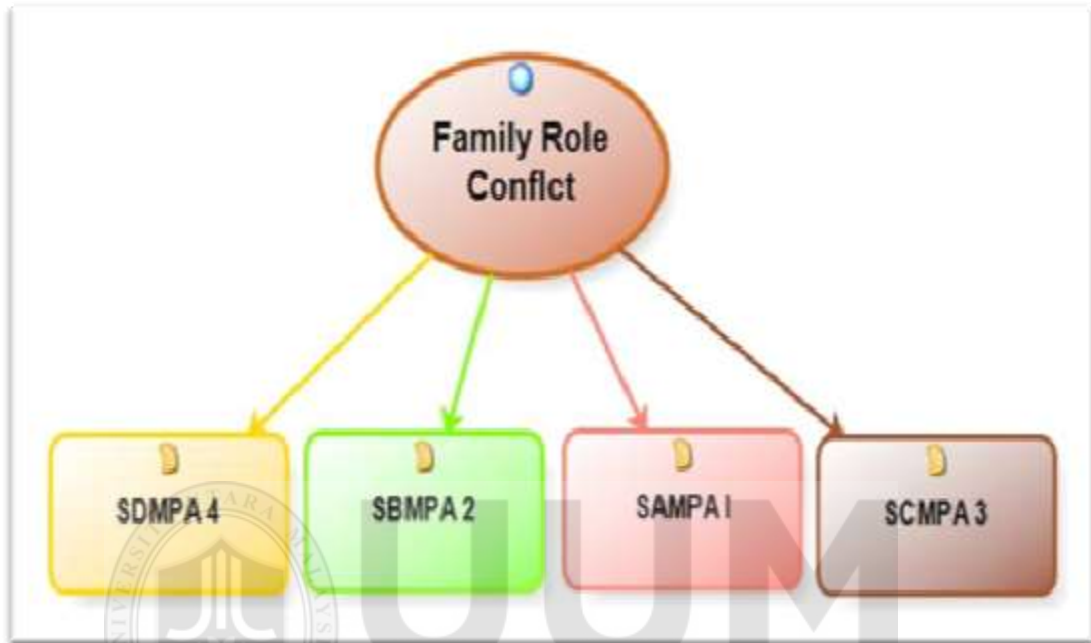 Family Role
Conflct
SDMPA 4
SBMPA 2
SAMPA I
SCMPA 3
UUM